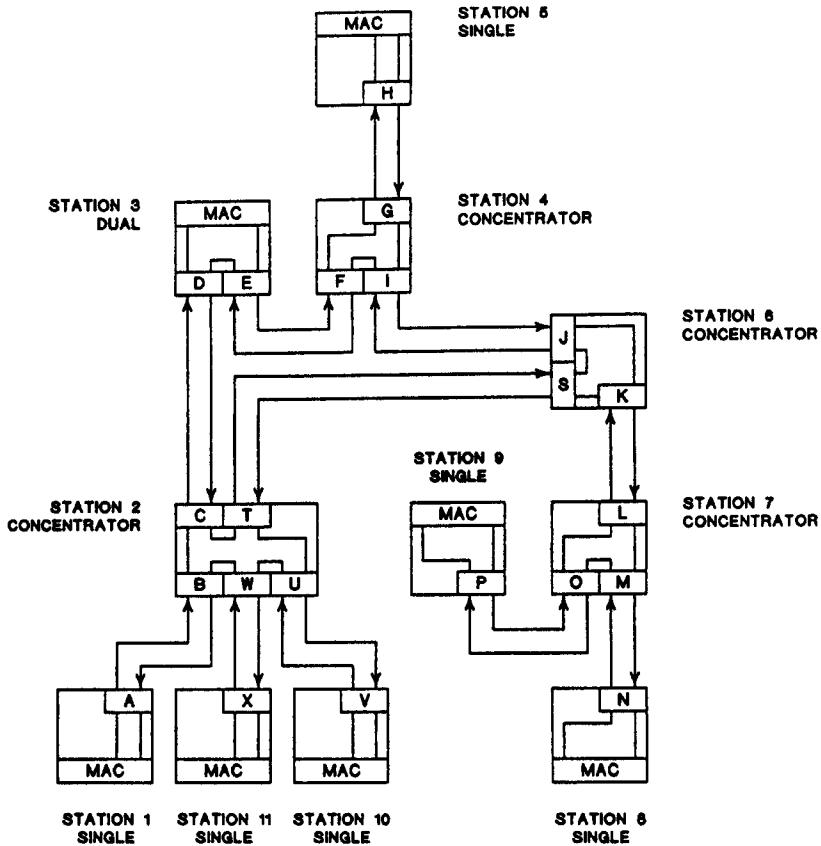 MAC
STATION 5
SINGLE
H
STATION 3
DUAL
MAC
G
STATION 4
CONCENTRATOR
D E
F I
J
STATION 6
CONCENTRATOR
S
K
STATION 9
SINGLE
STATION 2
CONCENTRATOR
C T
MAC
L
STATION 7
CONCENTRATOR
B W U
P
O M
A
X
V
N
MAC
MAC
MAC
MAC
STATION 1
SINGLE
STATION 11
SINGLE
STATION 10
SINGLE
STATION 8
SINGLE